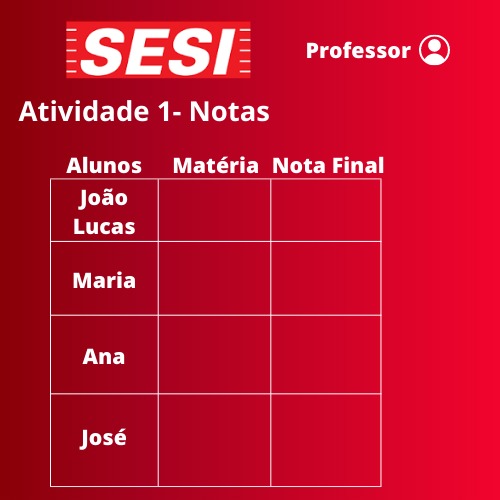 SESI
Professor
Atividade 1- Notas
Alunos Matéria Nota Final
João
Lucas
Maria
Ana
José